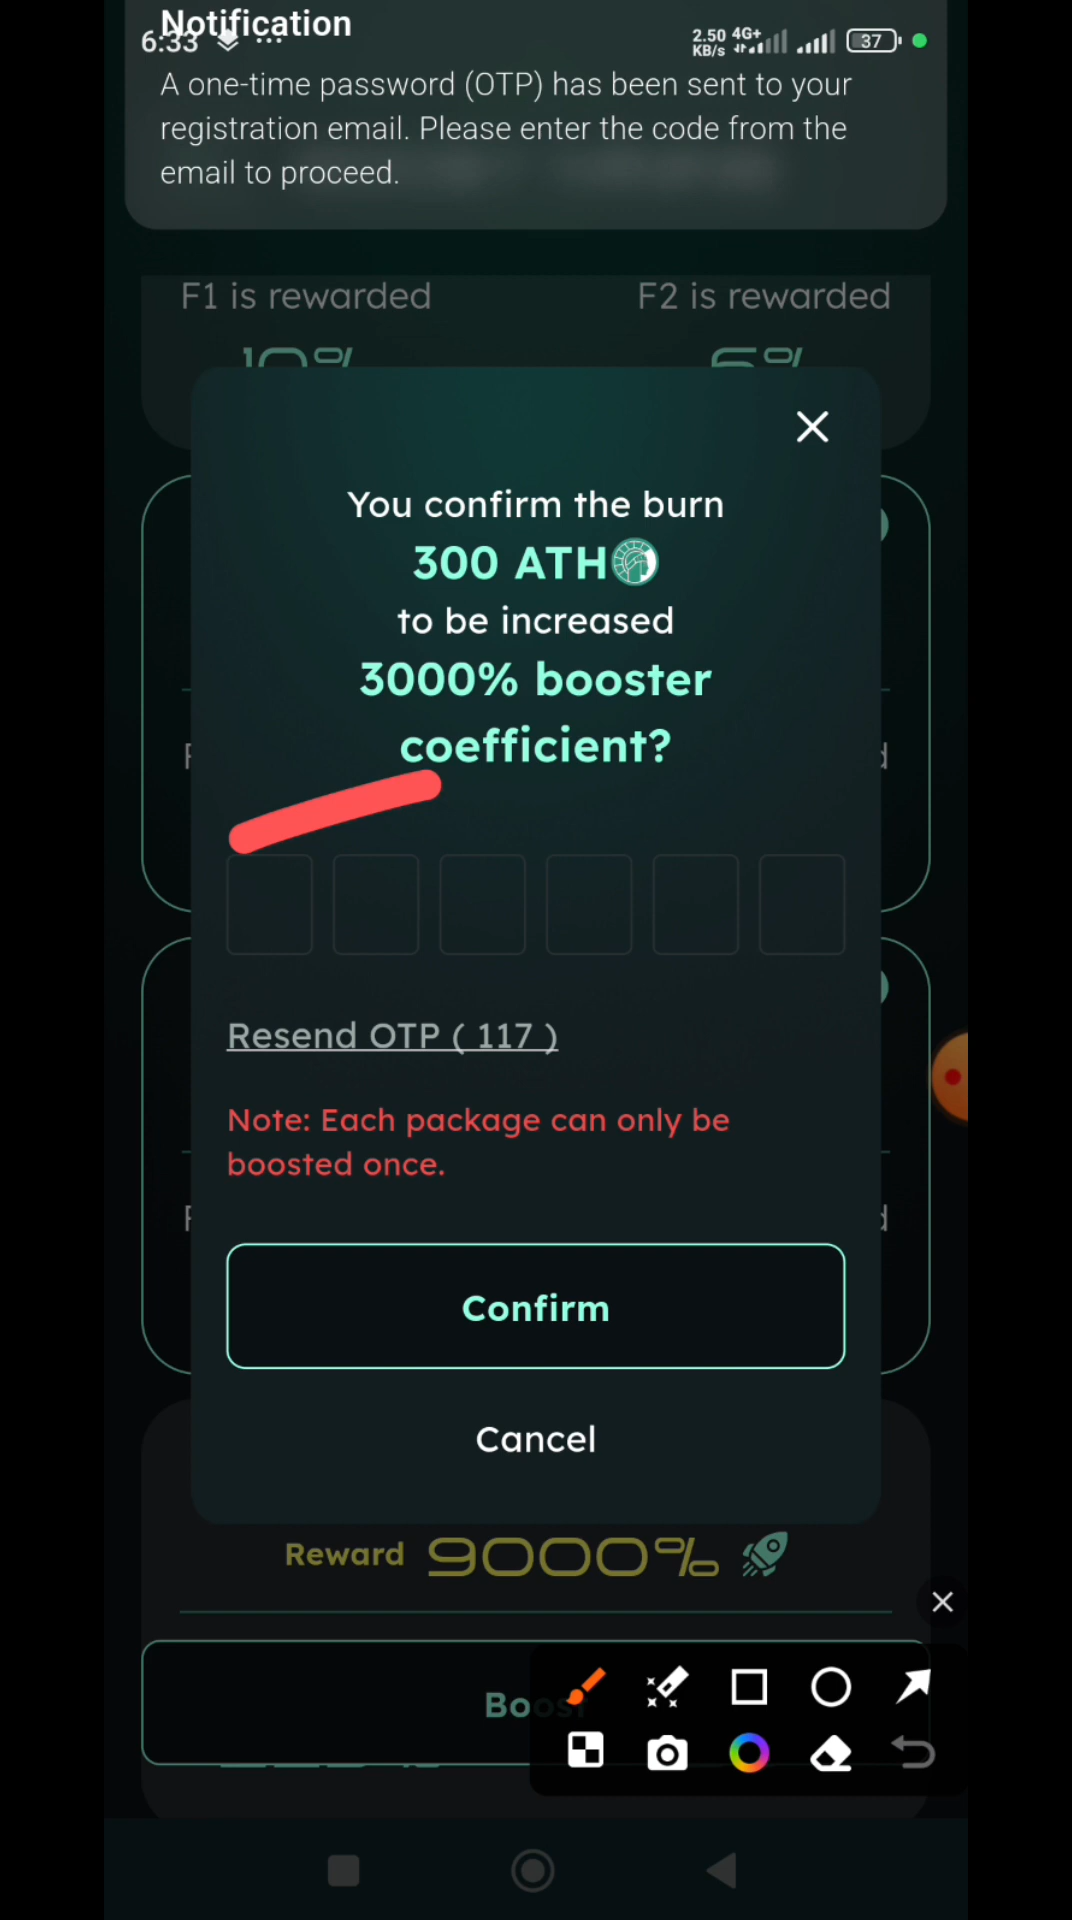 Notification
6:33 ... 2.50 KB/s 4G+ 37
A one-time password (OTP) has been sent to your
registration email. Please enter the code from the
email to proceed.
F1 is rewarded F2 is rewarded
10% 5%
You confirm the burn
300 ATH
to be increased
3000% booster
coefficient?
F d
Resend OTP ( 117 )
Note: Each package can only be
boosted once.
F d
Confirm
Cancel
Reward 9000%
Boost